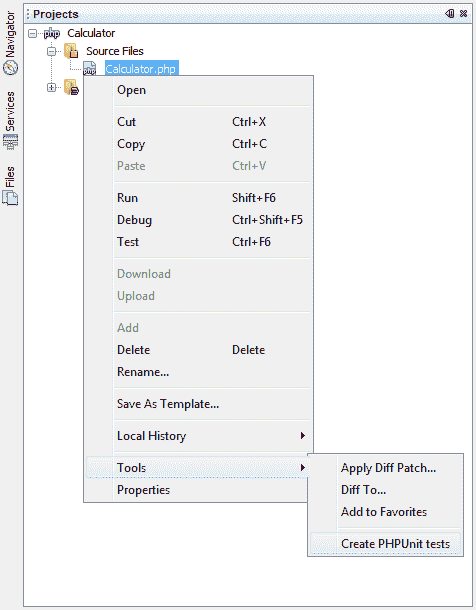 Projects
Calculator
Source Files
Calculator.php
Open
Cut Ctrl+X
Copy Ctrl+C
Paste Ctrl+V
Run Shift+F6
Debug Ctrl+Shift+F5
Test Ctrl+F6
Download
Upload
Add
Delete Delete
Rename...
Save As Template...
Local History
Tools
Properties
Apply Diff Patch...
Diff To...
Add to Favorites
Create PHPUnit tests
Navigator
Services
Files
php
php